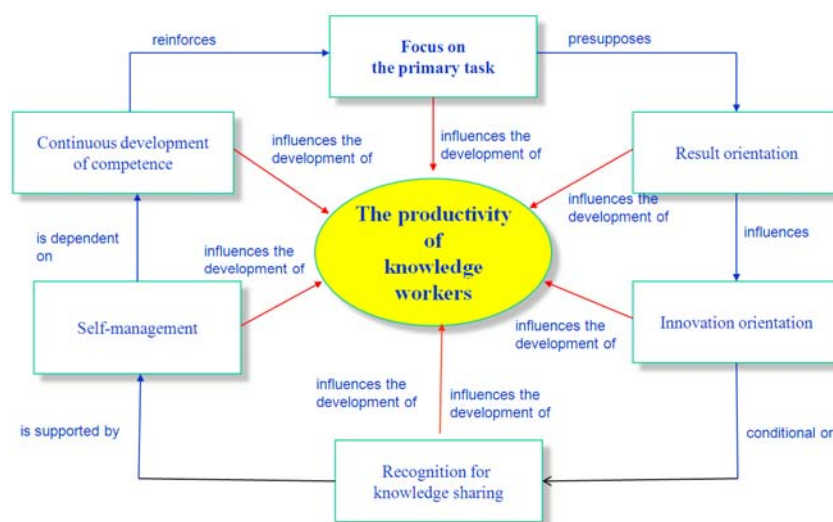 reinforces
Focus on
the primary task
presupposes
Continuous development
of competence
influences the
development of
influences the
development of
Result orientation
influences the
development of
The productivity
of
knowledge
workers
is dependent
on
influences the
development of
influences
Self-management
influences the
development of
Innovation orientation
influences the
development of
influences the
development of
is supported by
conditional on
Recognition for
knowledge sharing